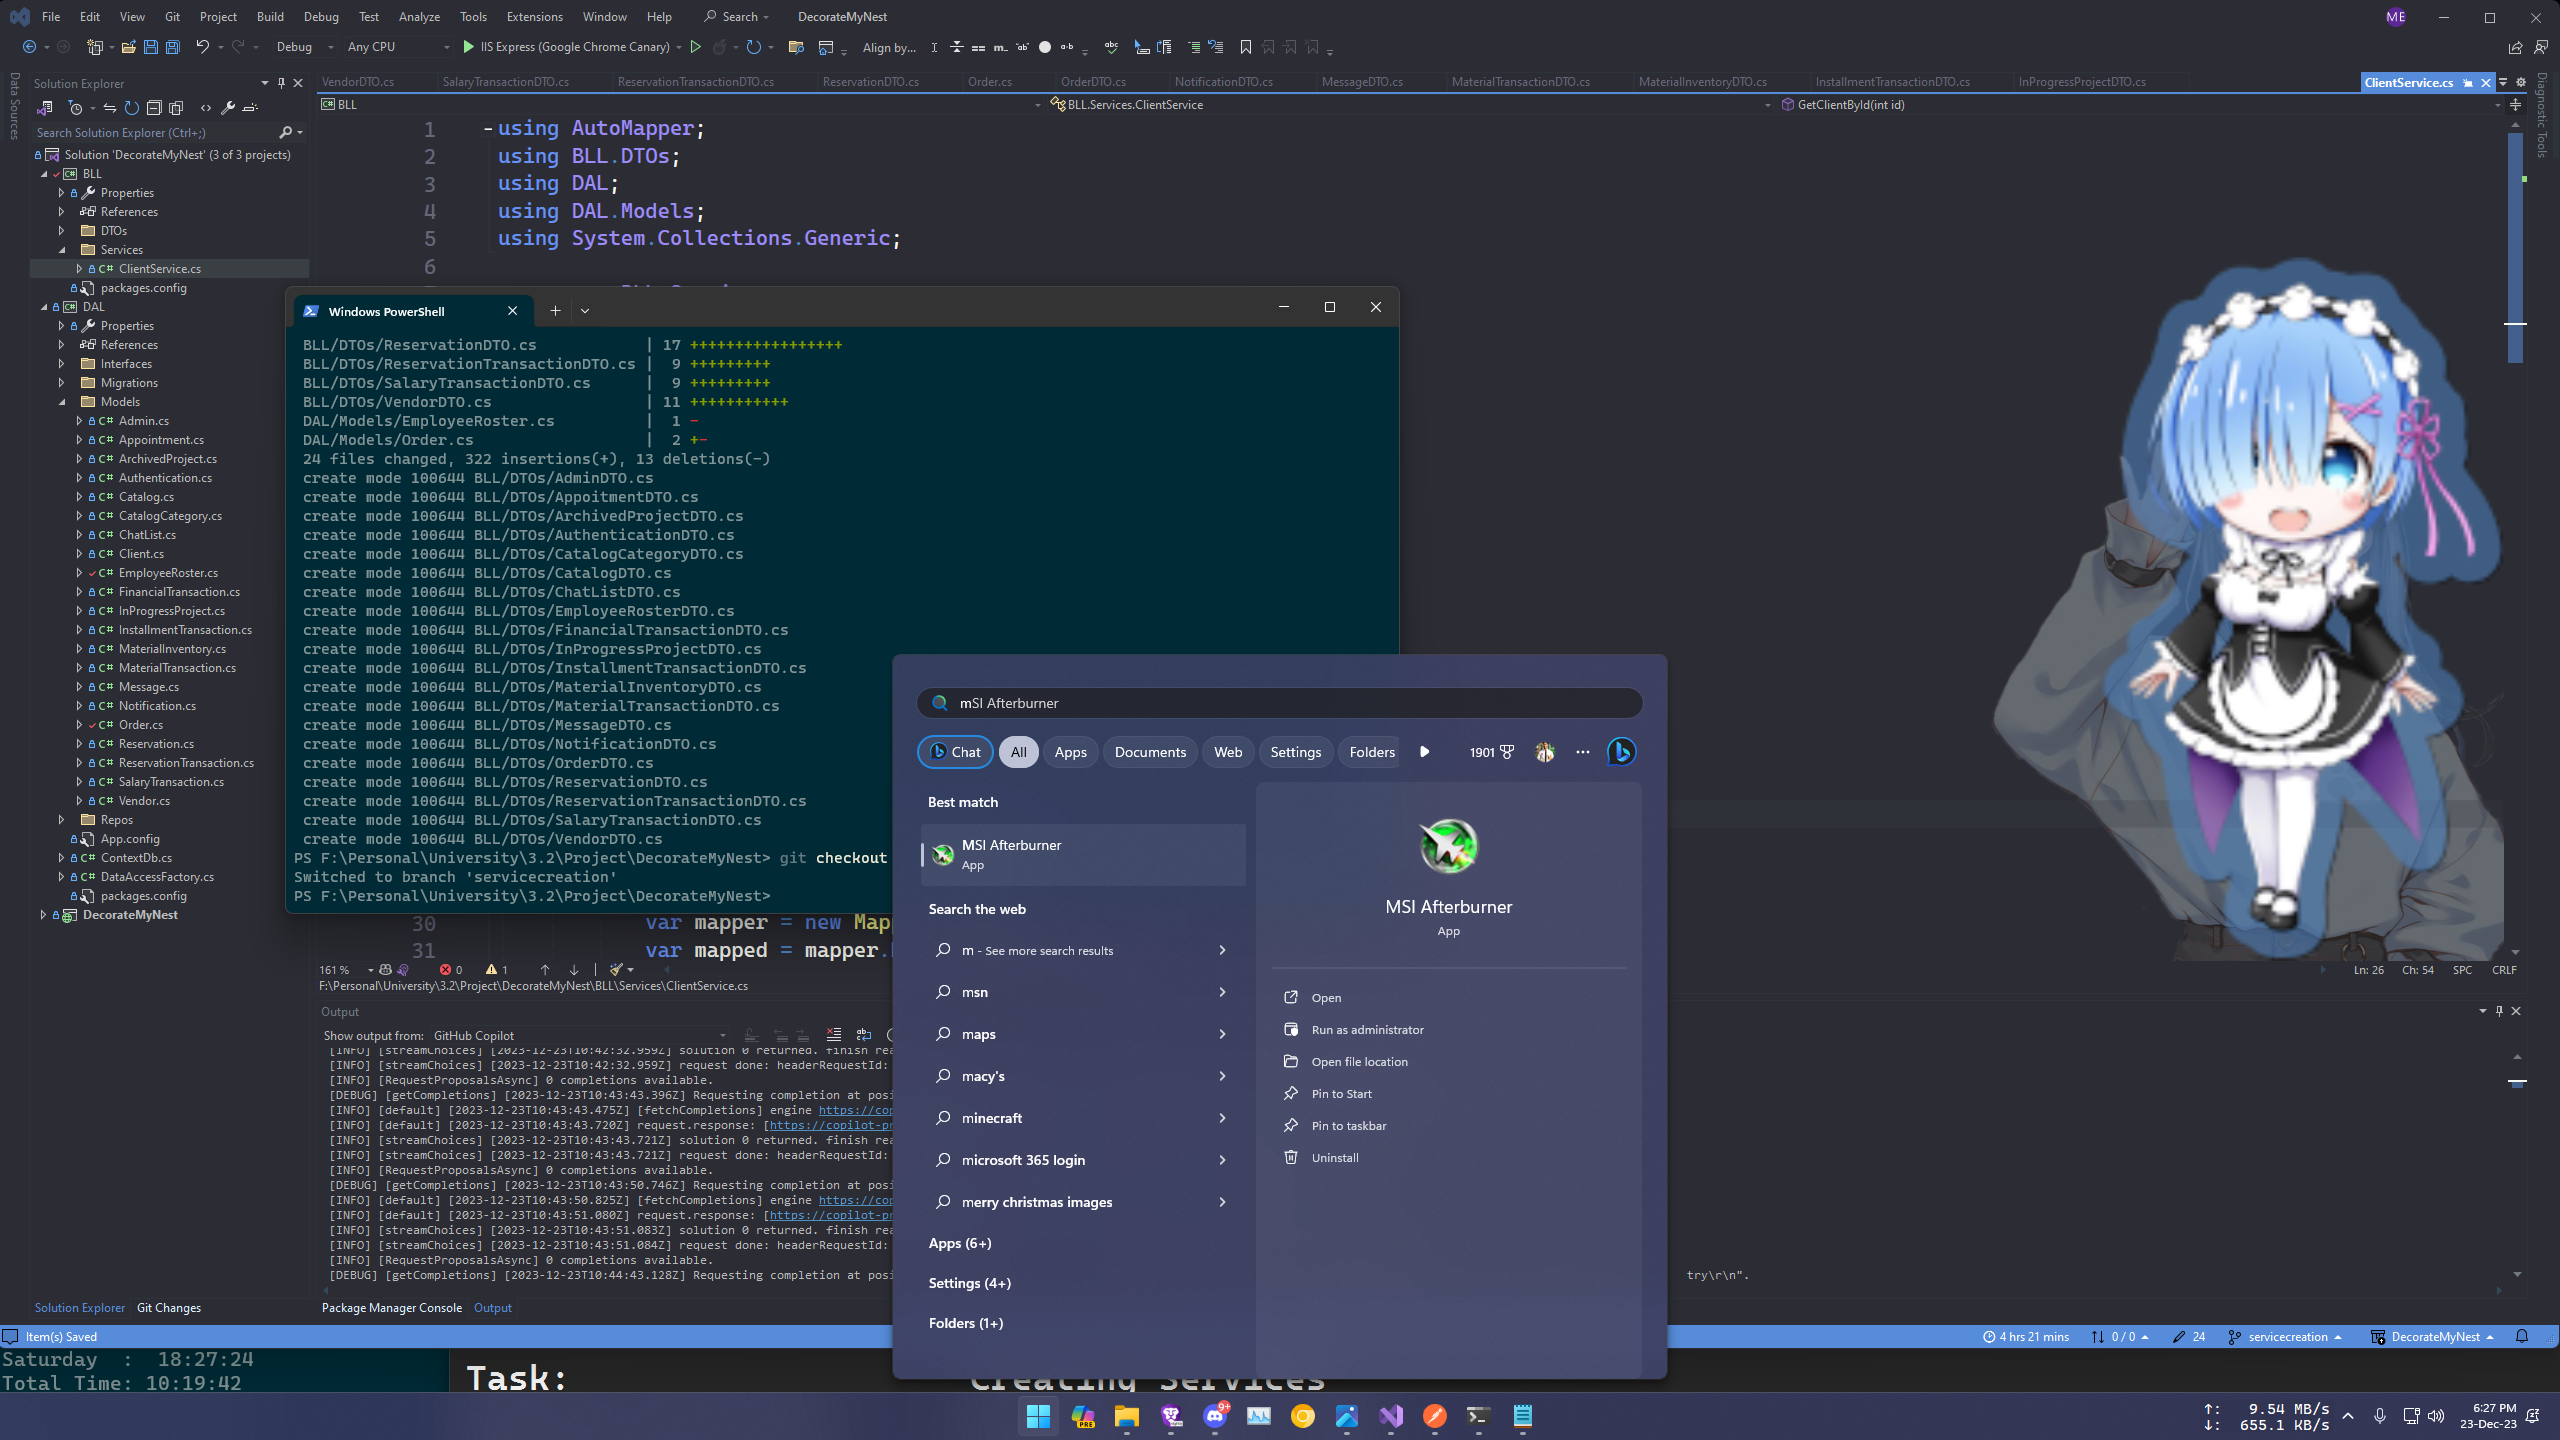 File Edit View Git Project Build Debug Test Analyze Tools Extensions Window Help Search DecorateMyNest ME
Debug Any CPU IIS Express (Google Chrome Canary) Align by...
Data Sources
Solution Explorer
Search Solution Explorer (Ctrl+;)
Solution 'DecorateMyNest' (3 of 3 projects)
BLL
Properties
References
DTOs
Services
C# ClientService.cs
packages.config
DAL
Properties
References
Interfaces
Migrations
Models
C# Admin.cs
C# Appointment.cs
C# ArchivedProject.cs
C# Authentication.cs
C# Catalog.cs
C# CatalogCategory.cs
C# ChatList.cs
C# Client.cs
C# EmployeeRoster.cs
C# FinancialTransaction.cs
C# InProgressProject.cs
C# InstallmentTransaction.cs
C# MaterialInventory.cs
C# MaterialTransaction.cs
C# Message.cs
C# Notification.cs
C# Order.cs
C# Reservation.cs
C# ReservationTransaction.cs
C# SalaryTransaction.cs
C# Vendor.cs
Repos
App.config
C# ContextDb.cs
C# DataAccessFactory.cs
packages.config
DecorateMyNest
Solution Explorer Git Changes
VendorDTO.cs SalaryTransactionDTO.cs ReservationTransactionDTO.cs ReservationDTO.cs Order.cs OrderDTO.cs NotificationDTO.cs MessageDTO.cs MaterialTransactionDTO.cs MaterialInventoryDTO.cs InstallmentTransactionDTO.cs InProgressProjectDTO.cs ClientService.cs
BLL BLL.Services.ClientService GetClientById(int id)
Diagnostic Tools
1 using AutoMapper;
2 using BLL.DTOs;
3 using DAL;
4 using DAL.Models;
5 using System.Collections.Generic;
6
Windows PowerShell
BLL/DTOs/ReservationDTO.cs | 17 +++++++++++++++++
BLL/DTOs/ReservationTransactionDTO.cs | 9 +++++++++
BLL/DTOs/SalaryTransactionDTO.cs | 9 +++++++++
BLL/DTOs/VendorDTO.cs | 11 +++++++++++
DAL/Models/EmployeeRoster.cs | 1 -
DAL/Models/Order.cs | 2 +-
24 files changed, 322 insertions(+), 13 deletions(-)
create mode 100644 BLL/DTOs/AdminDTO.cs
create mode 100644 BLL/DTOs/AppoitmentDTO.cs
create mode 100644 BLL/DTOs/ArchivedProjectDTO.cs
create mode 100644 BLL/DTOs/AuthenticationDTO.cs
create mode 100644 BLL/DTOs/CatalogCategoryDTO.cs
create mode 100644 BLL/DTOs/CatalogDTO.cs
create mode 100644 BLL/DTOs/ChatListDTO.cs
create mode 100644 BLL/DTOs/EmployeeRosterDTO.cs
create mode 100644 BLL/DTOs/FinancialTransactionDTO.cs
create mode 100644 BLL/DTOs/InProgressProjectDTO.cs
create mode 100644 BLL/DTOs/InstallmentTransactionDTO.cs
create mode 100644 BLL/DTOs/MaterialInventoryDTO.cs
create mode 100644 BLL/DTOs/MaterialTransactionDTO.cs
create mode 100644 BLL/DTOs/MessageDTO.cs
create mode 100644 BLL/DTOs/NotificationDTO.cs
create mode 100644 BLL/DTOs/OrderDTO.cs
create mode 100644 BLL/DTOs/ReservationDTO.cs
create mode 100644 BLL/DTOs/ReservationTransactionDTO.cs
create mode 100644 BLL/DTOs/SalaryTransactionDTO.cs
create mode 100644 BLL/DTOs/VendorDTO.cs
PS F:\Personal\University\3.2\Project\DecorateMyNest> git checkout
Switched to branch 'servicecreation'
PS F:\Personal\University\3.2\Project\DecorateMyNest>
30 var mapper = new Mapp
31 var mapped = mapper.
161 % 0 1 Ln: 26 Ch: 54 SPC CRLF
F:\Personal\University\3.2\Project\DecorateMyNest\BLL\Services\ClientService.cs
Output
Show output from: GitHub Copilot
[INFO] [streamChoices] [2023-12-23T10:42:32.959Z] solution 0 returned. finish rea
[INFO] [streamChoices] [2023-12-23T10:42:32.959Z] request done: headerRequestId:
[INFO] [RequestProposalsAsync] 0 completions available.
[DEBUG] [getCompletions] [2023-12-23T10:43:43.396Z] Requesting completion at posi
[INFO] [default] [2023-12-23T10:43:43.475Z] [fetchCompletions] engine https://cop
[INFO] [default] [2023-12-23T10:43:43.720Z] request.response: [https://copilot-pr
[INFO] [streamChoices] [2023-12-23T10:43:43.721Z] solution 0 returned. finish rea
[INFO] [streamChoices] [2023-12-23T10:43:43.721Z] request done: headerRequestId:
[INFO] [RequestProposalsAsync] 0 completions available.
[DEBUG] [getCompletions] [2023-12-23T10:43:50.746Z] Requesting completion at posi
[INFO] [default] [2023-12-23T10:43:50.825Z] [fetchCompletions] engine https://cop
[INFO] [default] [2023-12-23T10:43:51.080Z] request.response: [https://copilot-pr
[INFO] [streamChoices] [2023-12-23T10:43:51.083Z] solution 0 returned. finish rea
[INFO] [streamChoices] [2023-12-23T10:43:51.084Z] request done: headerRequestId:
[INFO] [RequestProposalsAsync] 0 completions available.
[DEBUG] [getCompletions] [2023-12-23T10:44:43.128Z] Requesting completion at posi
try\r\n".
Package Manager Console Output
mSI Afterburner
Chat All Apps Documents Web Settings Folders 1901
Best match
MSI Afterburner
App
Search the web
m - See more search results
msn
maps
macy's
minecraft
microsoft 365 login
merry christmas images
Apps (6+)
Settings (4+)
Folders (1+)
MSI Afterburner
App
Open
Run as administrator
Open file location
Pin to Start
Pin to taskbar
Uninstall
Item(s) Saved 4 hrs 21 mins 0 / 0 24 servicecreation DecorateMyNest
Saturday : 18:27:24
Total Time: 10:19:42
Task: Creating Services
PRE 9+
↑: 9.54 MB/s
↓: 655.1 KB/s
6:27 PM
23-Dec-23